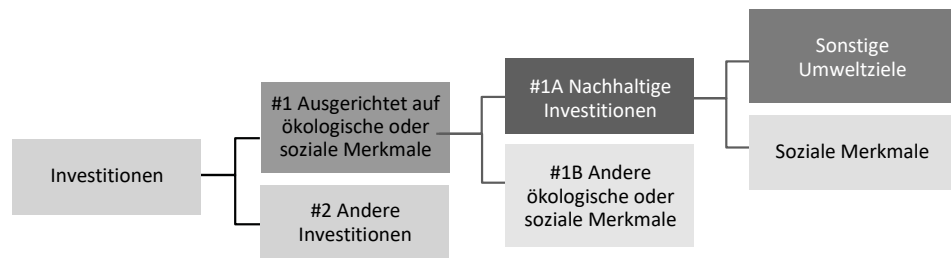 Investitionen
#1 Ausgerichtet auf
ökologische oder
soziale Merkmale
#2 Andere
Investitionen
#1A Nachhaltige
Investitionen
#1B Andere
ökologische oder
soziale Merkmale
Sonstige
Umweltziele
Soziale Merkmale